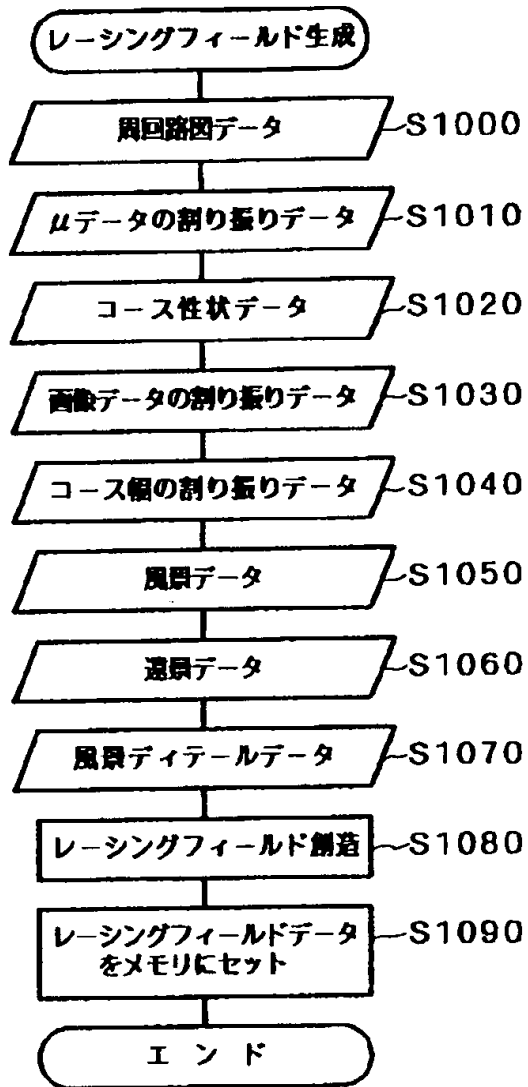 レーシングフィールド生成
周回路図データ S1000
μデータの割り振りデータ S1010
コース性状データ S1020
画像データの割り振りデータ S1030
コース幅の割り振りデータ S1040
風景データ S1050
遠景データ S1060
風景ディテールデータ S1070
レーシングフィールド創造 S1080
レーシングフィールドデータ S1090
をメモリにセット
エンド